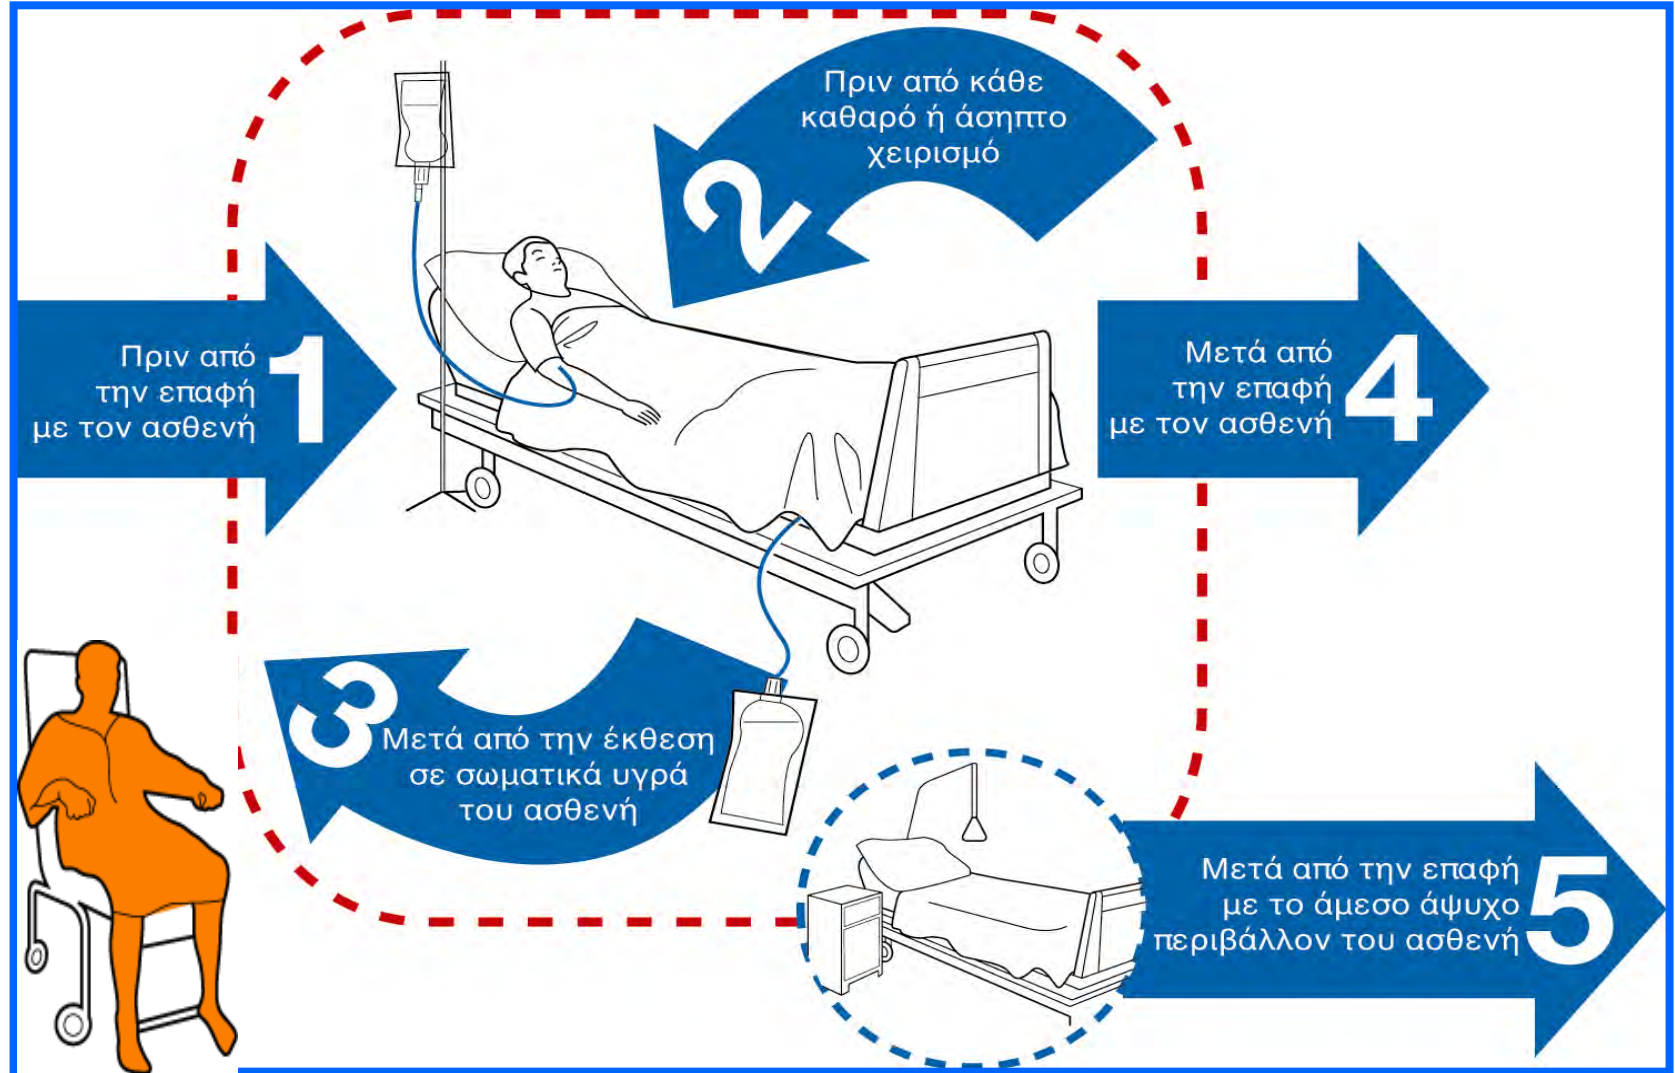 1
Πριν από
την επαφή
με τον ασθενή
2
Πριν από κάθε
καθαρό ή άσηπτο
χειρισμό
3
Μετά από την έκθεση
σε σωματικά υγρά
του ασθενή
4
Μετά από
την επαφή
με τον ασθενή
5
Μετά από την επαφή
με το άμεσο άψυχο
περιβάλλον του ασθενή